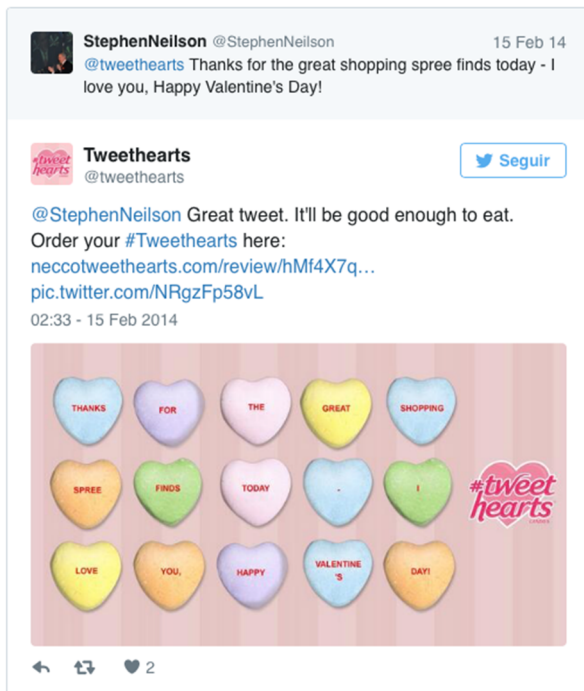 StephenNeilson @StephenNeilson 15 Feb 14
@tweethearts Thanks for the great shopping spree finds today - I
love you, Happy Valentine's Day!
#tweet
hearts
Tweethearts
@tweethearts
Seguir
@StephenNeilson Great tweet. It'll be good enough to eat.
Order your #Tweethearts here:
neccotweethearts.com/review/hMf4X7q…
pic.twitter.com/NRgzFp58vL
02:33 - 15 Feb 2014
THANKS FOR THE GREAT SHOPPING
SPREE FINDS TODAY - I
LOVE YOU, HAPPY VALENTINE
'S DAY!
#tweet
hearts
2